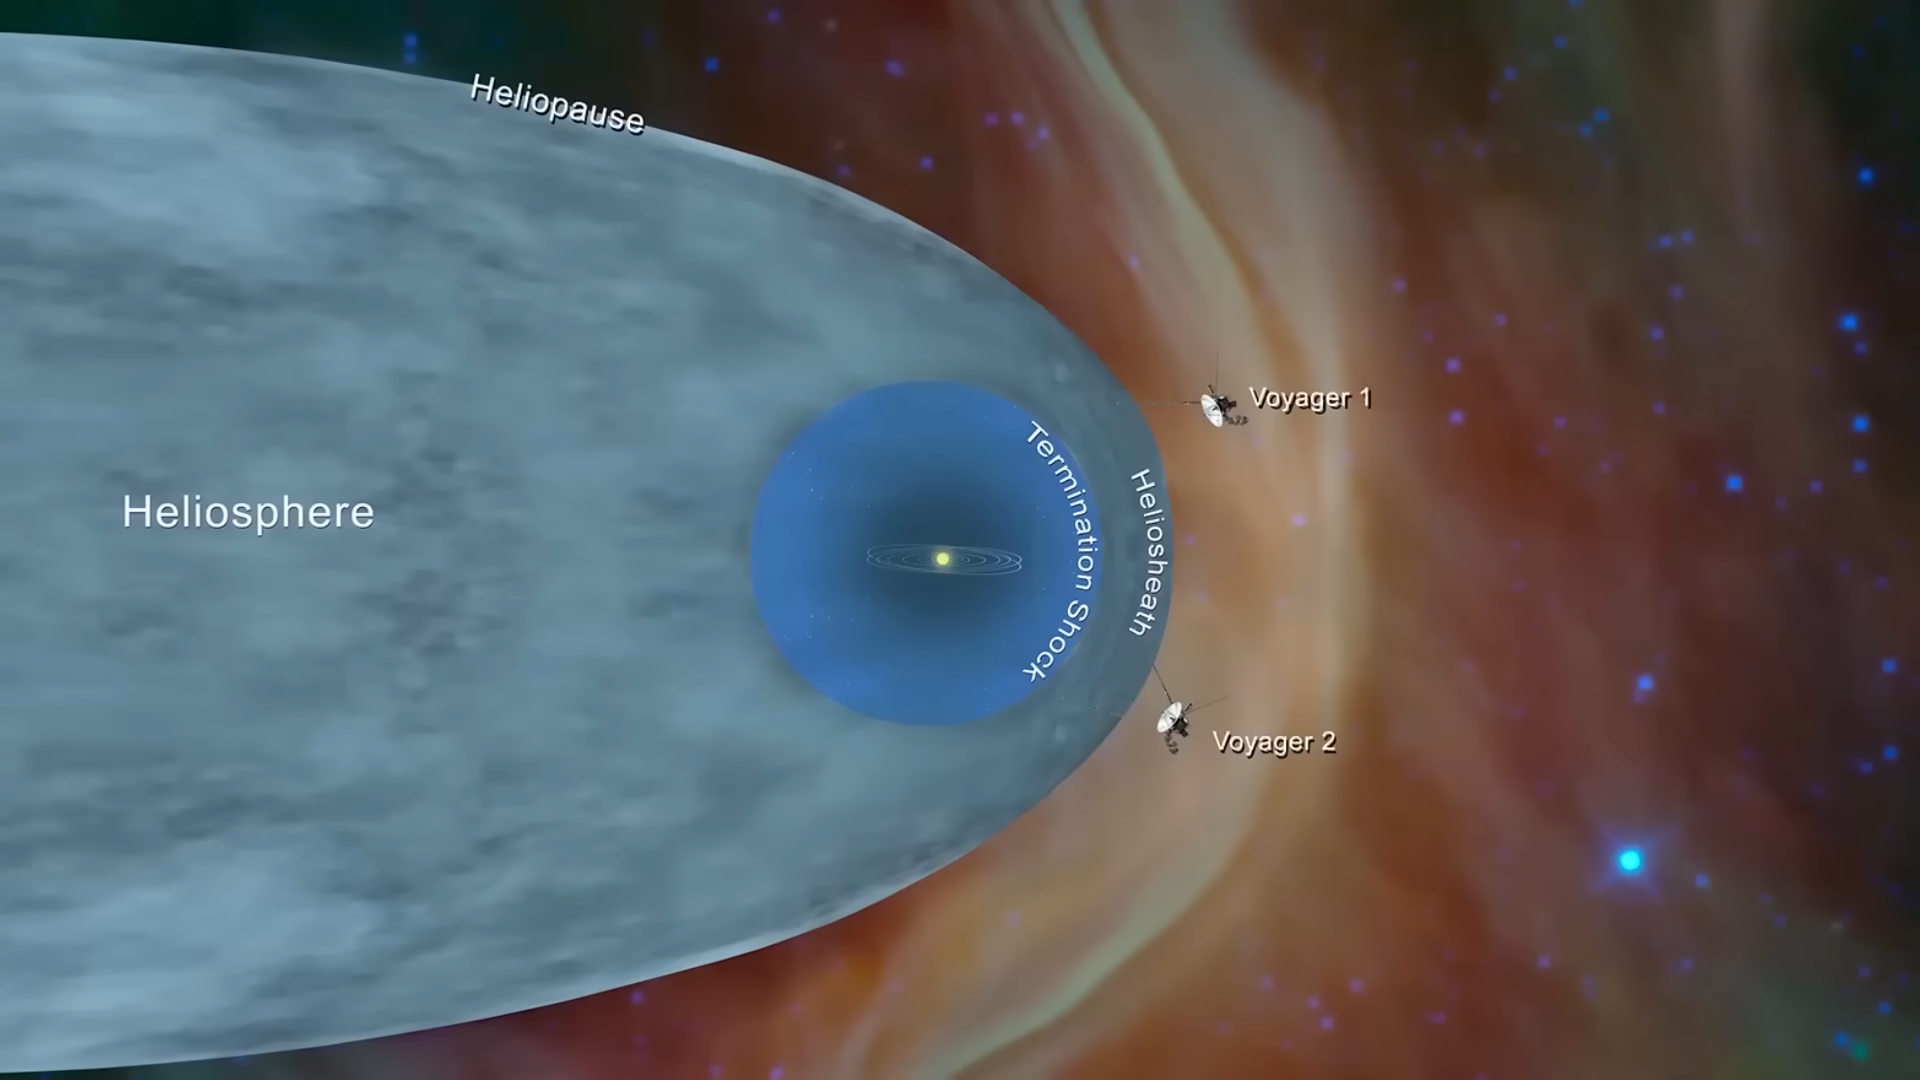 Heliopause
Voyager 1
Termination Shock
Heliosheath
Heliosphere
Voyager 2